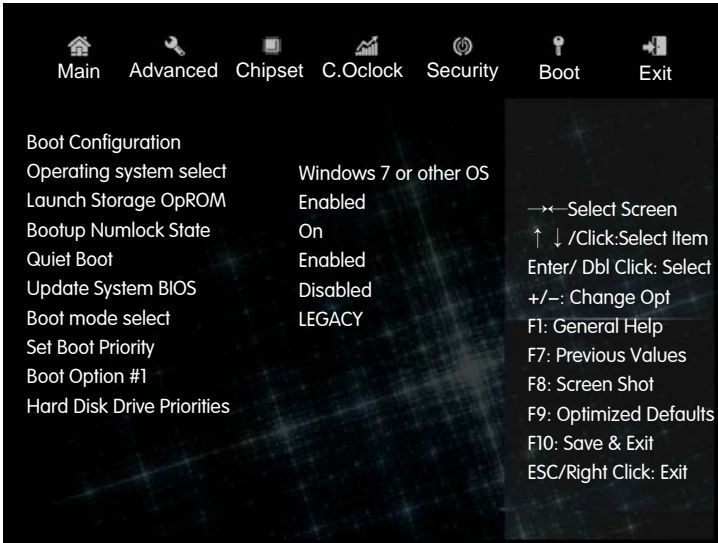 Main Advanced Chipset C.Oclock Security Boot Exit
Boot Configuration
Operating system select Windows 7 or other OS
Launch Storage OpROM Enabled
Bootup Numlock State On
Quiet Boot Enabled
Update System BIOS Disabled
Boot mode select LEGACY
Set Boot Priority
Boot Option #1
Hard Disk Drive Priorities
→←Select Screen
↑ ↓ /Click:Select Item
Enter/ Dbl Click: Select
+/−: Change Opt
F1: General Help
F7: Previous Values
F8: Screen Shot
F9: Optimized Defaults
F10: Save & Exit
ESC/Right Click: Exit